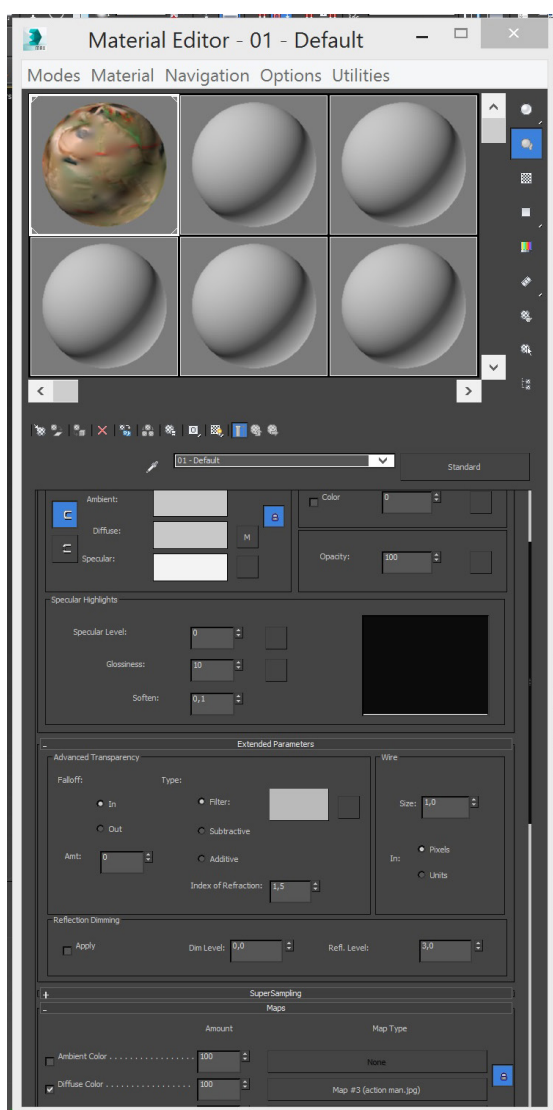 Material Editor - 01 - Default
Modes Material Navigation Options Utilities
01 - Default
Standard
Ambient:
Color
0
Diffuse:
M
Specular:
Opacity:
100
Specular Highlights
Specular Level:
0
Glossiness:
10
Soften:
0,1
- Extended Parameters
Advanced Transparency
Wire
Falloff:
Type:
In
Filter:
Size:
1,0
Out
Subtractive
Amt:
0
Additive
In:
Pixels
Units
Index of Refraction:
1,5
Reflection Dimming
Apply
Dim Level:
0,0
Refl. Level:
3,0
+ SuperSampling
- Maps
Amount
Map Type
Ambient Color . . . . . . . . . . . . . . . . .
100
None
Diffuse Color . . . . . . . . . . . . . . . . . .
100
Map #3 (action man.jpg)